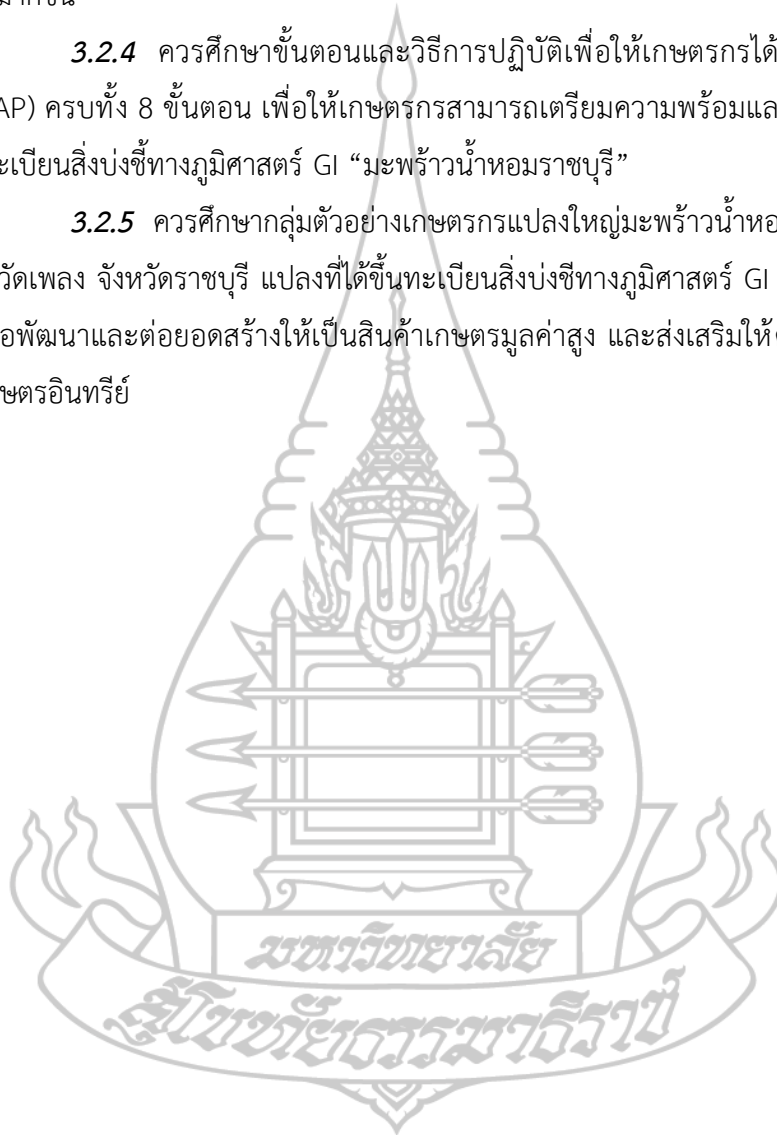 3.2.4 ควรศึกษาขั้นตอนและวิธีการปฏิบัติเพื่อให้เกษตรกรได้
AP) ครบทั้ง 8 ขั้นตอน เพื่อให้เกษตรกรสามารถเตรียมความพร้อมและ
ะเบียนสิ่งบ่งชี้ทางภูมิศาสตร์ GI “มะพร้าวน้ำหอมราชบุรี”
3.2.5 ควรศึกษากลุ่มตัวอย่างเกษตรกรแปลงใหญ่มะพร้าวน้ำหอ
วัดเพลง จังหวัดราชบุรี แปลงที่ได้ขึ้นทะเบียนสิ่งบ่งชีทางภูมิศาสตร์ GI
อพัฒนาและต่อยอดสร้างให้เป็นสินค้าเกษตรมูลค่าสูง และส่งเสริมให้
ษตรอินทรีย์
มหาวิทยาลัย
สุโขทัยธรรมาธิราช